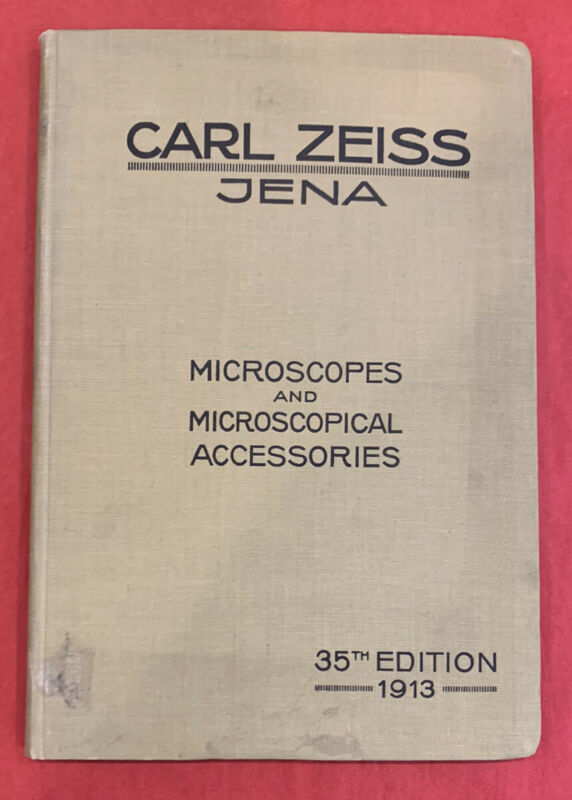 CARL ZEISS
JENA
MICROSCOPES
AND
MICROSCOPICAL
ACCESSORIES
35TH EDITION
1913